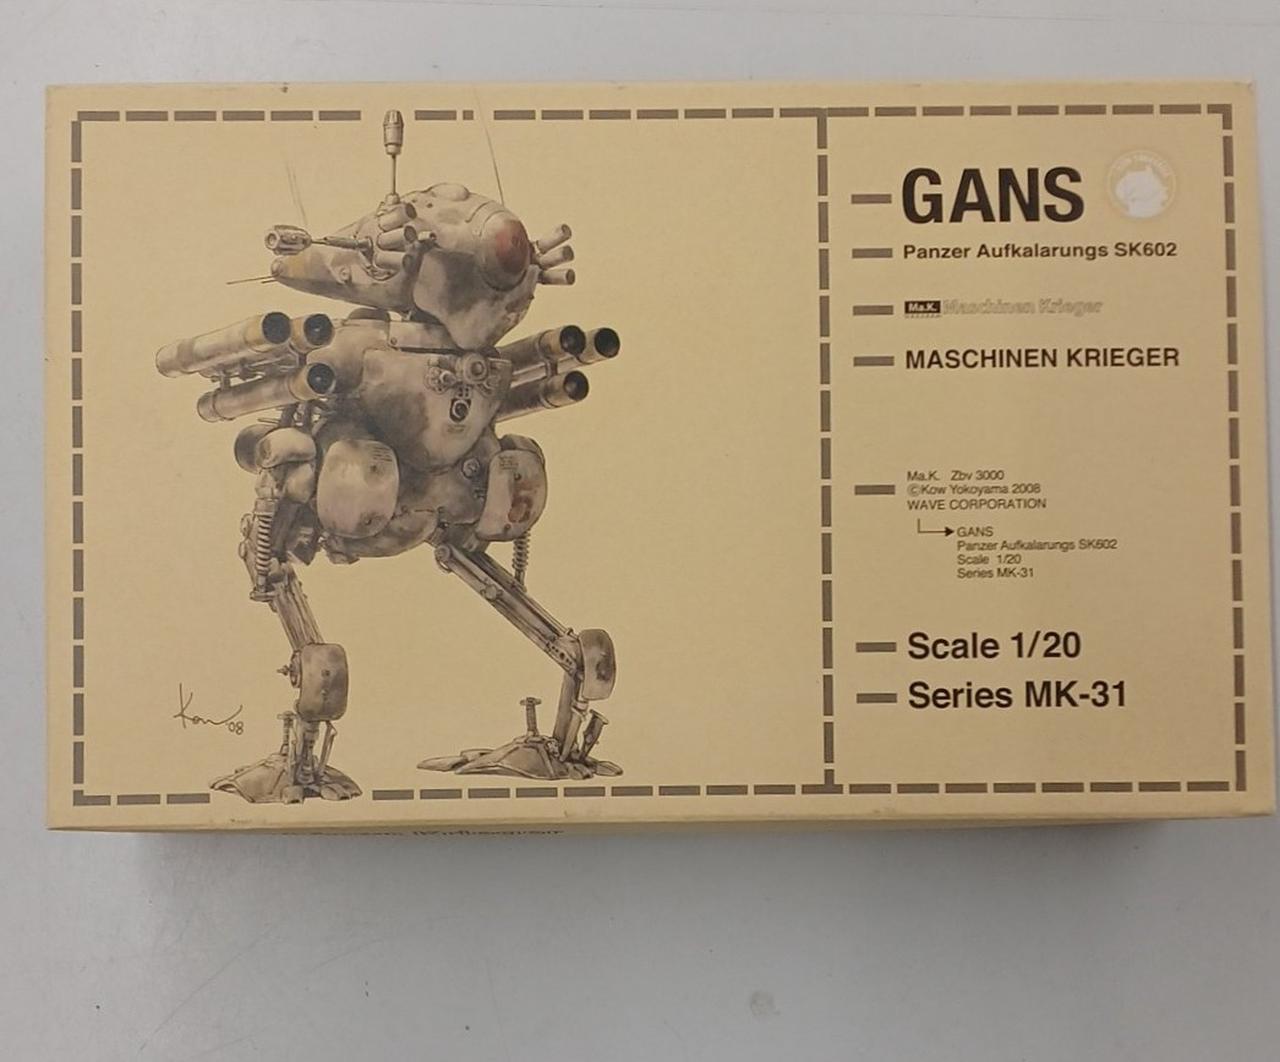 GANS
Panzer Aufkalarungs SK602
Ma.K. Maschinen Krieger
MASCHINEN KRIEGER
Ma.K. Zbv 3000
©Kow Yokoyama 2008
WAVE CORPORATION
GANS
Panzer Aufkalarungs SK602
Scale 1/20
Series MK-31
Scale 1/20
Series MK-31
Kow '08